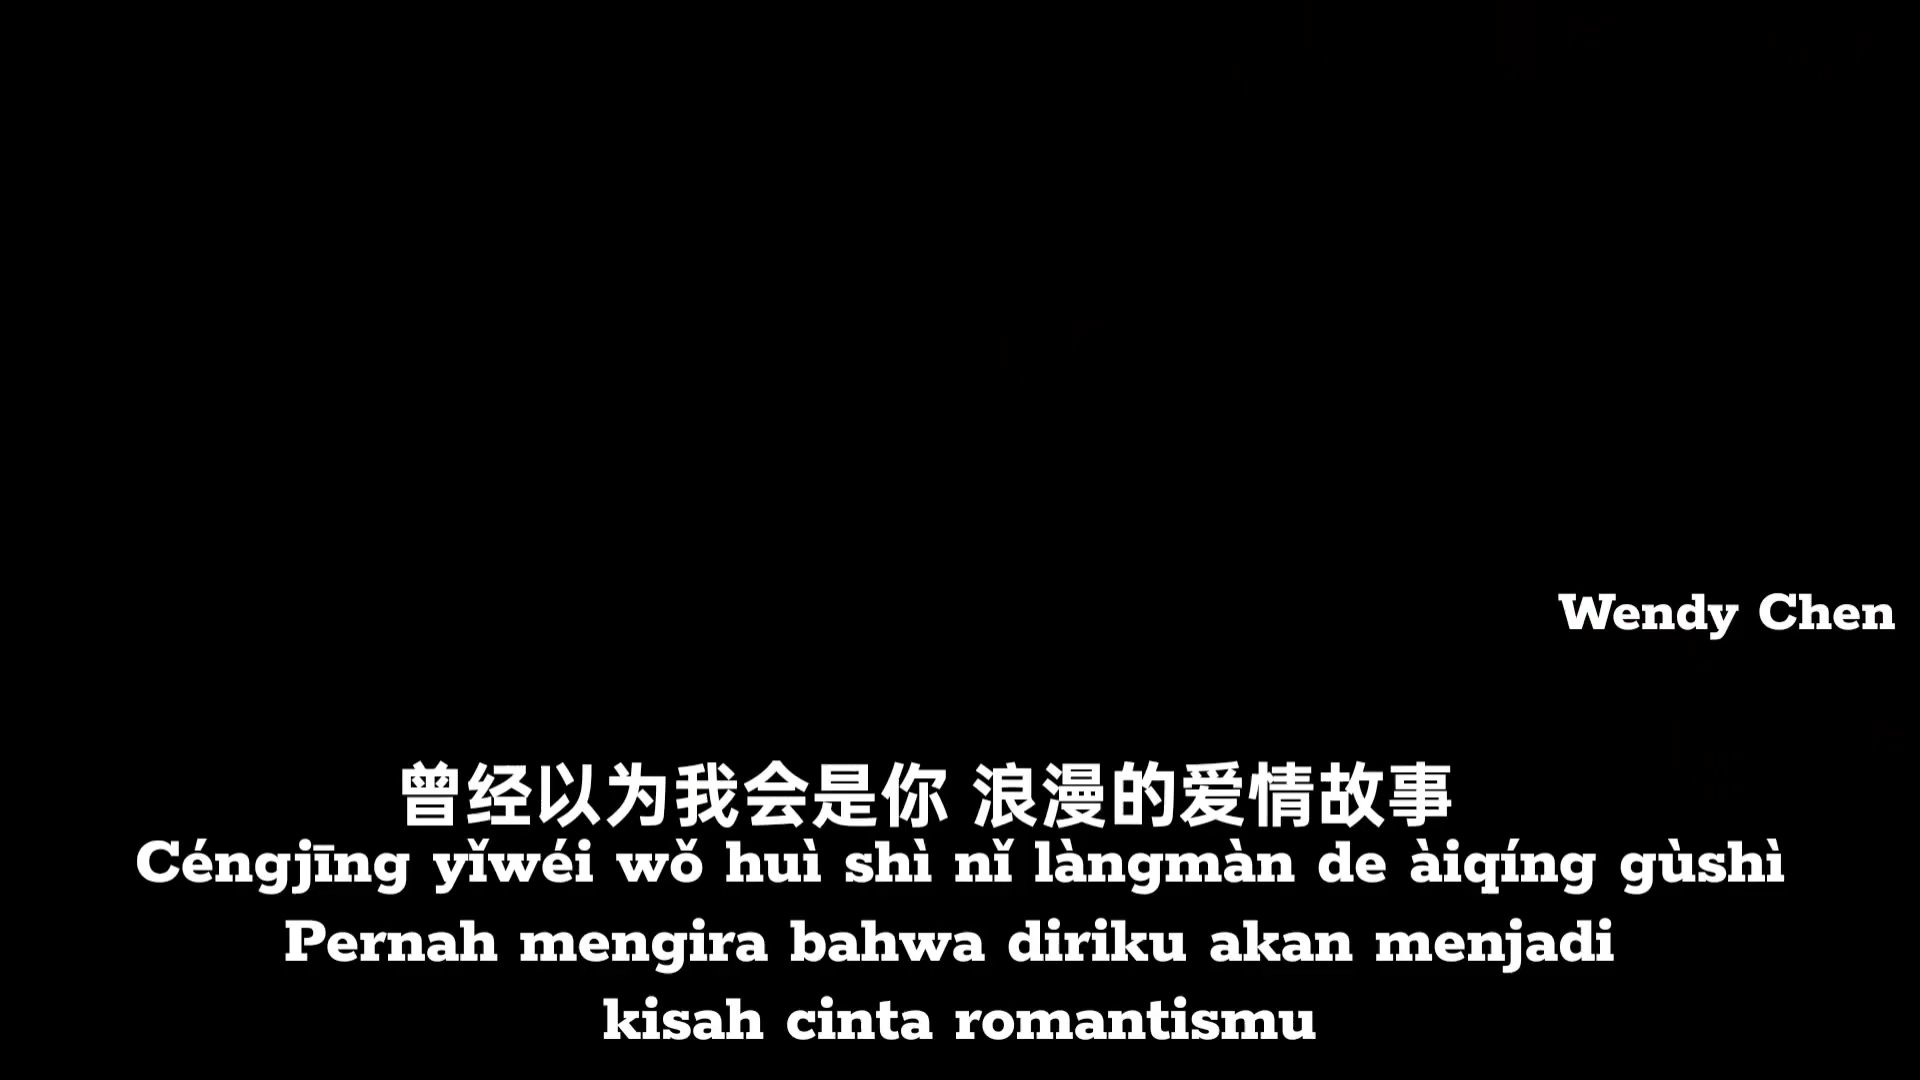 Wendy Chen
曾经以为我会是你 浪漫的爱情故事
Céngjīng yǐwéi wǒ huì shì nǐ làngmàn de àiqíng gùshì
Pernah mengira bahwa diriku akan menjadi
kisah cinta romantismu